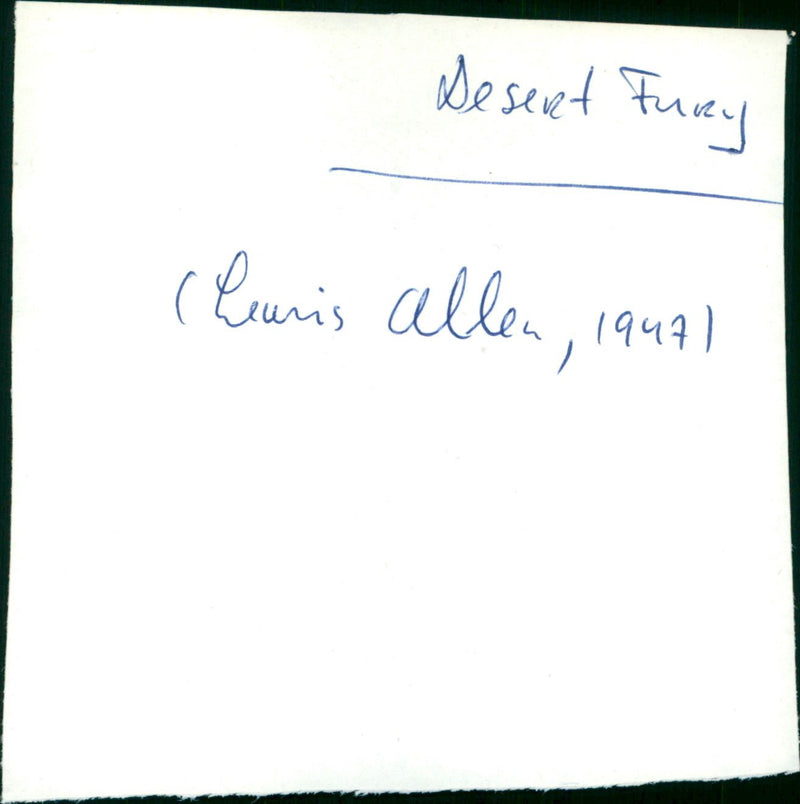 Desert Fury
(Lewis Allen, 1947)